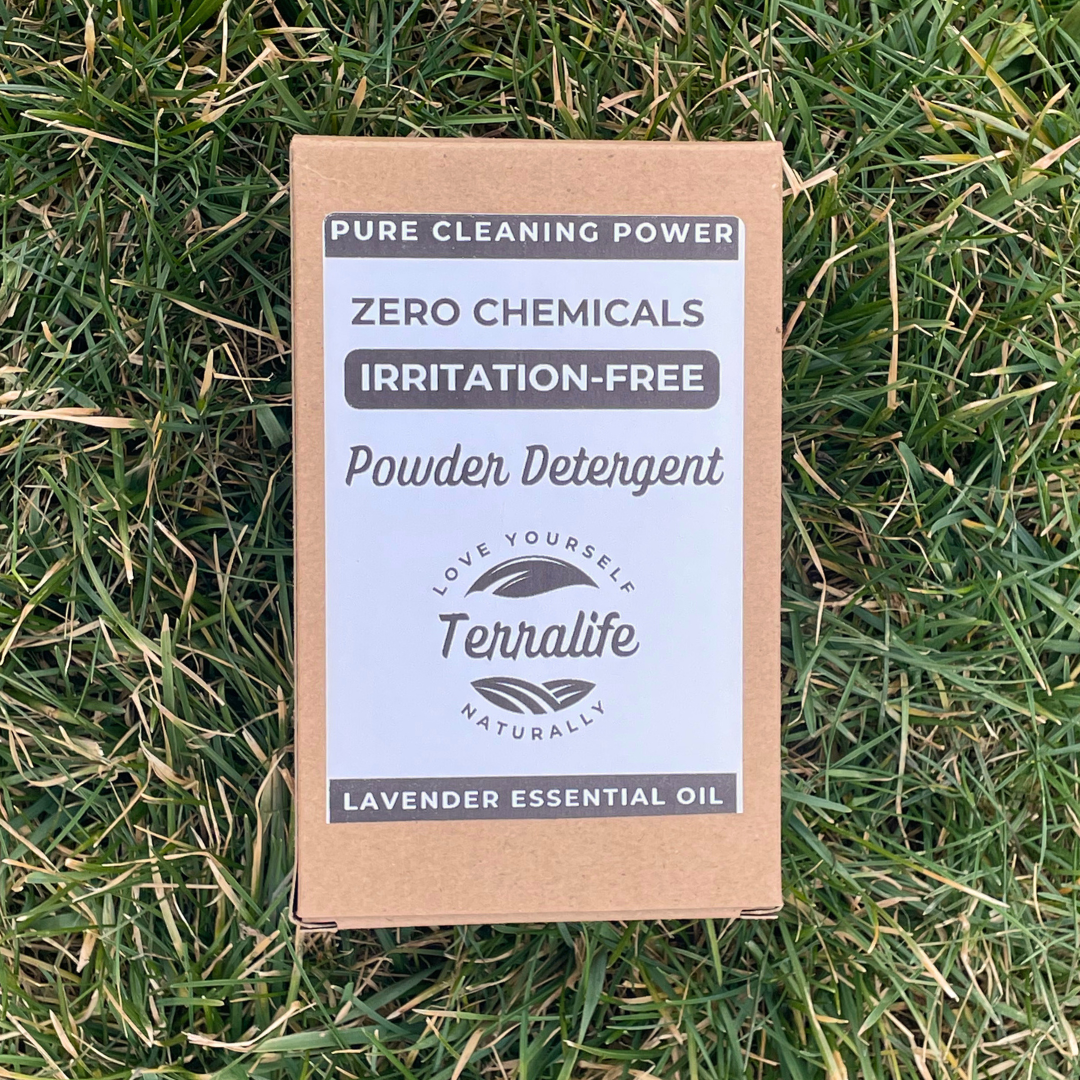 PURE CLEANING POWER
ZERO CHEMICALS
IRRITATION-FREE
Powder Detergent
LOVE YOURSELF
Terralife
NATURALLY
LAVENDER ESSENTIAL OIL